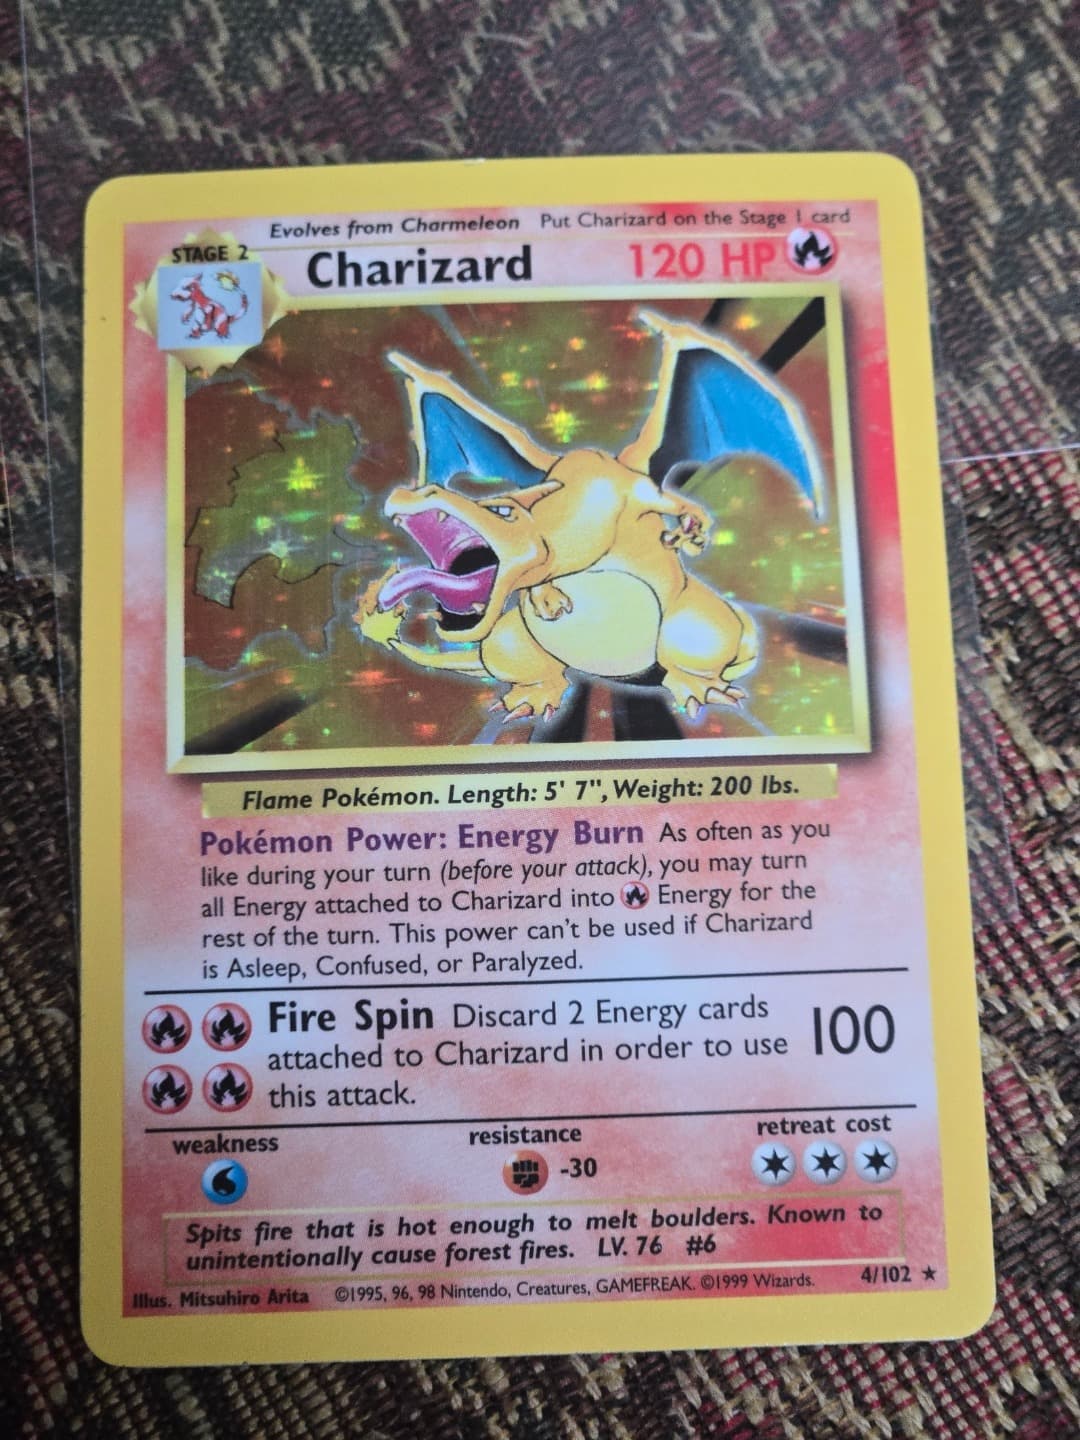 Evolves from Charmeleon Put Charizard on the Stage 1 card
STAGE 2
Charizard 120 HP
Flame Pokémon. Length: 5' 7", Weight: 200 lbs.
Pokémon Power: Energy Burn As often as you
like during your turn (before your attack), you may turn
all Energy attached to Charizard into Energy for the
rest of the turn. This power can't be used if Charizard
is Asleep, Confused, or Paralyzed.
Fire Spin Discard 2 Energy cards 100
attached to Charizard in order to use
this attack.
weakness resistance retreat cost
-30
Spits fire that is hot enough to melt boulders. Known to
unintentionally cause forest fires. LV. 76 #6
Illus. Mitsuhiro Arita ©1995, 96, 98 Nintendo, Creatures, GAMEFREAK. ©1999 Wizards. 4/102 ★